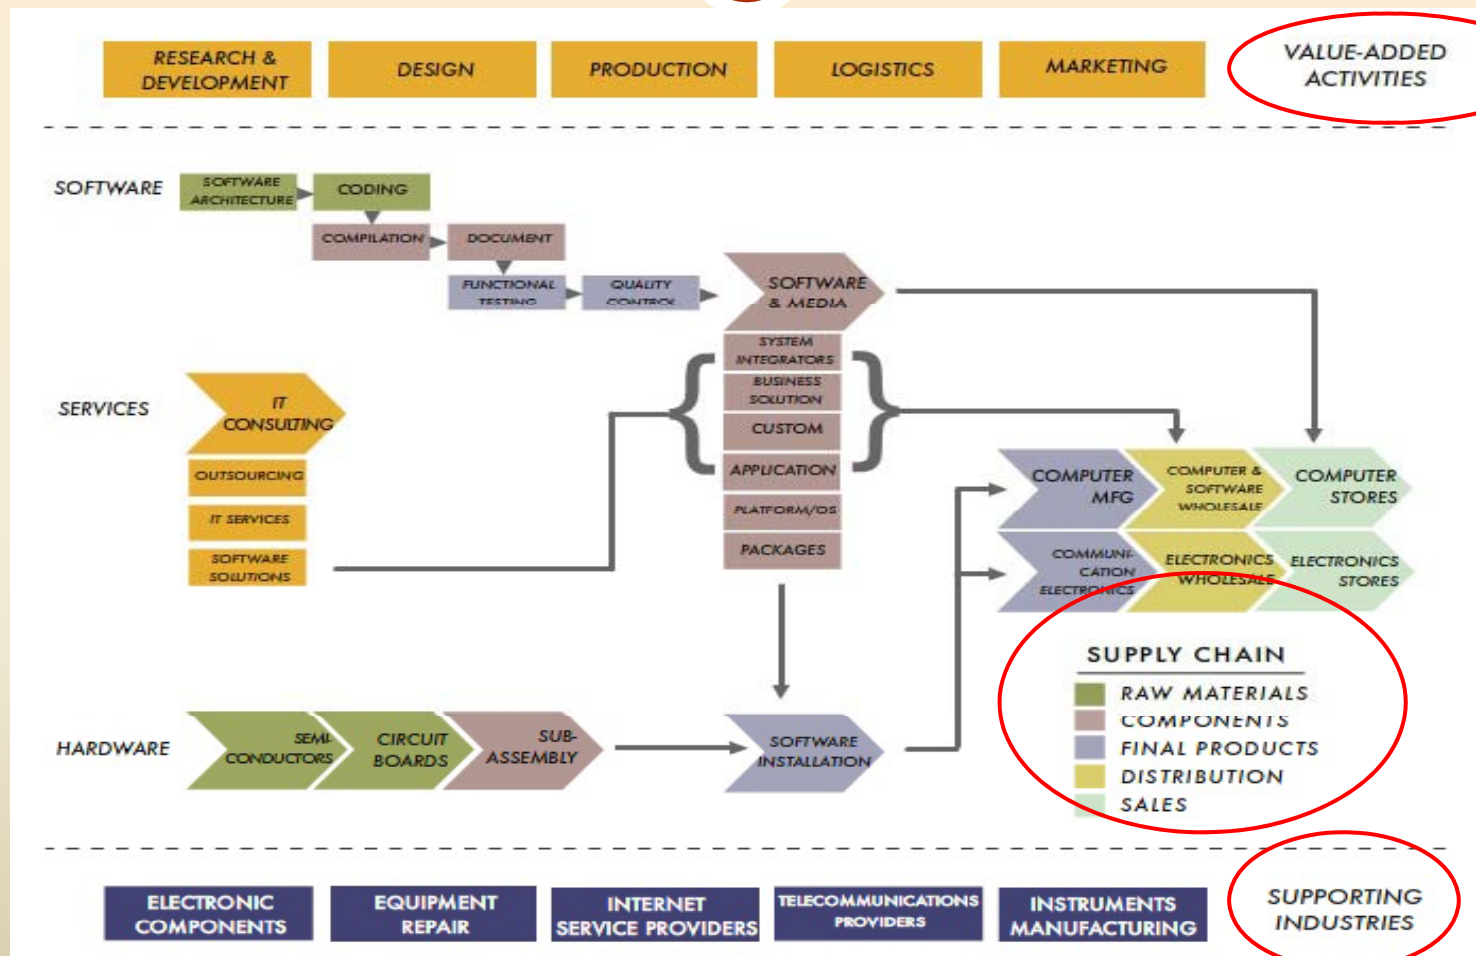 RESEARCH &
DEVELOPMENT
DESIGN
PRODUCTION
LOGISTICS
MARKETING
VALUE-ADDED
ACTIVITIES
SOFTWARE
SOFTWARE
ARCHITECTURE
CODING
COMPILATION
DOCUMENT
FUNCTIONAL
TESTING
QUALITY
CONTROL
SOFTWARE
& MEDIA
SYSTEM
INTEGRATORS
BUSINESS
SOLUTION
CUSTOM
APPLICATION
PLATFORM/OS
PACKAGES
SERVICES
IT
CONSULTING
OUTSOURCING
IT SERVICES
SOFTWARE
SOLUTIONS
COMPUTER
MFG
COMPUTER &
SOFTWARE
WHOLESALE
COMPUTER
STORES
COMMUNI-
CATION
ELECTRONICS
ELECTRONICS
WHOLESALE
ELECTRONICS
STORES
SUPPLY CHAIN
RAW MATERIALS
COMPONENTS
FINAL PRODUCTS
DISTRIBUTION
SALES
HARDWARE
SEMI-
CONDUCTORS
CIRCUIT
BOARDS
SUB-
ASSEMBLY
SOFTWARE
INSTALLATION
ELECTRONIC
COMPONENTS
EQUIPMENT
REPAIR
INTERNET
SERVICE PROVIDERS
TELECOMMUNICATIONS
PROVIDERS
INSTRUMENTS
MANUFACTURING
SUPPORTING
INDUSTRIES